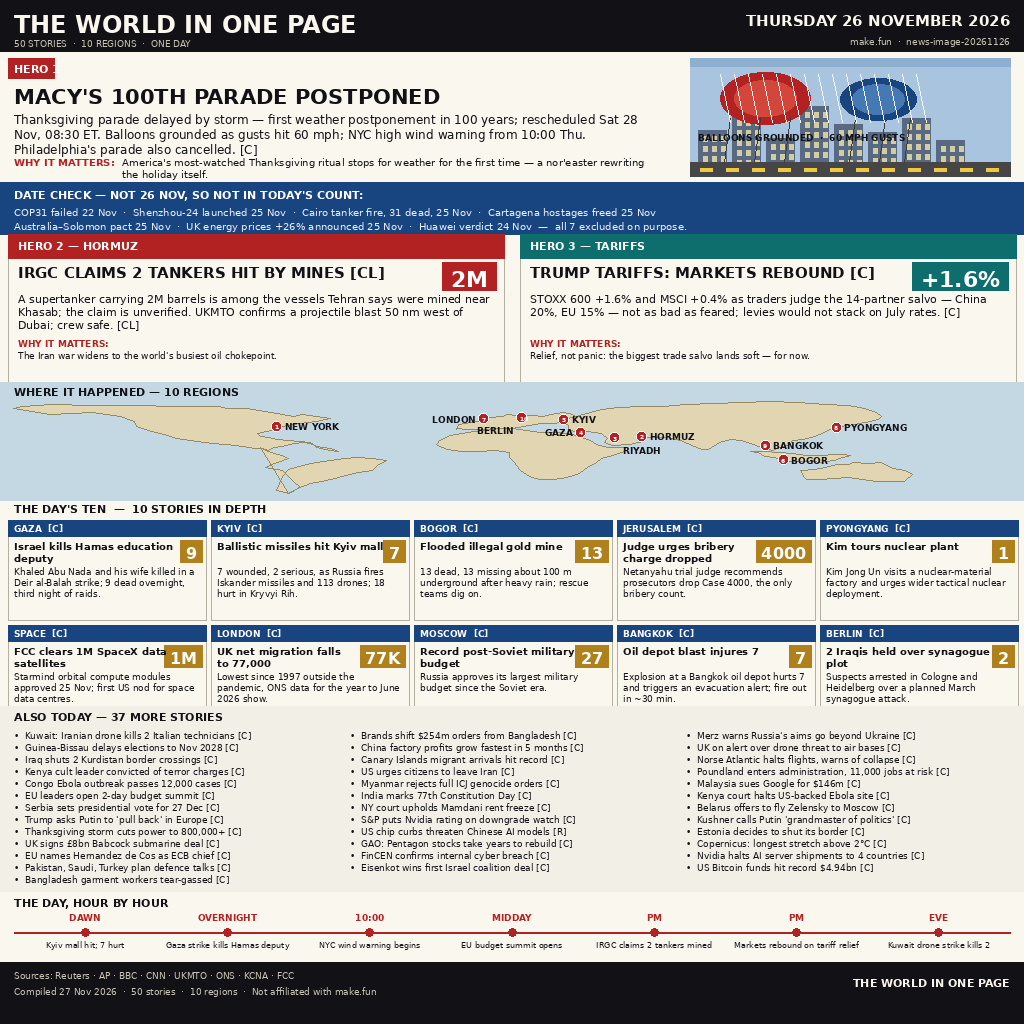 THE WORLD IN ONE PAGE
50 STORIES · 10 REGIONS · ONE DAY
THURSDAY 26 NOVEMBER 2026
make.fun · news-image-20261126
HERO 1
MACY'S 100TH PARADE POSTPONED
Thanksgiving parade delayed by storm — first weather postponement in 100 years; rescheduled Sat 28
Nov, 08:30 ET. Balloons grounded as gusts hit 60 mph; NYC high wind warning from 10:00 Thu.
Philadelphia's parade also cancelled. [C]
WHY IT MATTERS: America's most-watched Thanksgiving ritual stops for weather for the first time — a nor'easter rewriting
the holiday itself.
BALLOONS GROUNDED · 60 MPH GUSTS
DATE CHECK — NOT 26 NOV, SO NOT IN TODAY'S COUNT:
COP31 failed 22 Nov · Shenzhou-24 launched 25 Nov · Cairo tanker fire, 31 dead, 25 Nov · Cartagena hostages freed 25 Nov
Australia–Solomon pact 25 Nov · UK energy prices +26% announced 25 Nov · Huawei verdict 24 Nov — all 7 excluded on purpose.
HERO 2 — HORMUZ
IRGC CLAIMS 2 TANKERS HIT BY MINES [CL]
2M
A supertanker carrying 2M barrels is among the vessels Tehran says were mined near
Khasab; the claim is unverified. UKMTO confirms a projectile blast 50 nm west of
Dubai; crew safe. [CL]
WHY IT MATTERS:
The Iran war widens to the world's busiest oil chokepoint.
HERO 3 — TARIFFS
TRUMP TARIFFS: MARKETS REBOUND [C]
+1.6%
STOXX 600 +1.6% and MSCI +0.4% as traders judge the 14-partner salvo — China
20%, EU 15% — not as bad as feared; levies would not stack on July rates. [C]
WHY IT MATTERS:
Relief, not panic: the biggest trade salvo lands soft — for now.
WHERE IT HAPPENED — 10 REGIONS
1 NEW YORK
LONDON 7
1
BERLIN
5 KYIV
GAZA 4
3
RIYADH
2 HORMUZ
8 PYONGYANG
9 BANGKOK
6 BOGOR
THE DAY'S TEN — 10 STORIES IN DEPTH
GAZA [C]
Israel kills Hamas education
deputy
9
Khaled Abu Nada and his wife killed in a
Deir al-Balah strike; 9 dead overnight,
third night of raids.
KYIV [C]
Ballistic missiles hit Kyiv mall
7
7 wounded, 2 serious, as Russia fires
Iskander missiles and 113 drones; 18
hurt in Kryvyi Rih.
BOGOR [C]
Flooded illegal gold mine
13
13 dead, 13 missing about 100 m
underground after heavy rain; rescue
teams dig on.
JERUSALEM [C]
Judge urges bribery
charge dropped
4000
Netanyahu trial judge recommends
prosecutors drop Case 4000, the only
bribery count.
PYONGYANG [C]
Kim tours nuclear plant
1
Kim Jong Un visits a nuclear-material
factory and urges wider tactical nuclear
deployment.
SPACE [C]
FCC clears 1M SpaceX data
satellites
1M
Starmind orbital compute modules
approved 25 Nov; first US nod for space
data centres.
LONDON [C]
UK net migration falls
to 77,000
77K
Lowest since 1997 outside the
pandemic, ONS data for the year to June
2026 show.
MOSCOW [C]
Record post-Soviet military
budget
27
Russia approves its largest military
budget since the Soviet era.
BANGKOK [C]
Oil depot blast injures 7
7
Explosion at a Bangkok oil depot hurts 7
and triggers an evacuation alert; fire out
in ~30 min.
BERLIN [C]
2 Iraqis held over synagogue
plot
2
Suspects arrested in Cologne and
Heidelberg over a planned March
synagogue attack.
ALSO TODAY — 37 MORE STORIES
• Kuwait: Iranian drone kills 2 Italian technicians [C]
• Guinea-Bissau delays elections to Nov 2028 [C]
• Iraq shuts 2 Kurdistan border crossings [C]
• Kenya cult leader convicted of terror charges [C]
• Congo Ebola outbreak passes 12,000 cases [C]
• EU leaders open 2-day budget summit [C]
• Serbia sets presidential vote for 27 Dec [C]
• Trump asks Putin to 'pull back' in Europe [C]
• Thanksgiving storm cuts power to 800,000+ [C]
• UK signs £8bn Babcock submarine deal [C]
• EU names Hernandez de Cos as ECB chief [C]
• Pakistan, Saudi, Turkey plan defence talks [C]
• Bangladesh garment workers tear-gassed [C]
• Brands shift $254m orders from Bangladesh [C]
• China factory profits grow fastest in 5 months [C]
• Canary Islands migrant arrivals hit record [C]
• US urges citizens to leave Iran [C]
• Myanmar rejects full ICJ genocide orders [C]
• India marks 77th Constitution Day [C]
• NY court upholds Mamdani rent freeze [C]
• S&P puts Nvidia rating on downgrade watch [C]
• US chip curbs threaten Chinese AI models [R]
• GAO: Pentagon stocks take years to rebuild [C]
• FinCEN confirms internal cyber breach [C]
• Eisenkot wins first Israel coalition deal [C]
• Merz warns Russia's aims go beyond Ukraine [C]
• UK on alert over drone threat to air bases [C]
• Norse Atlantic halts flights, warns of collapse [C]
• Poundland enters administration, 11,000 jobs at risk [C]
• Malaysia sues Google for $146m [C]
• Kenya court halts US-backed Ebola site [C]
• Belarus offers to fly Zelensky to Moscow [C]
• Kushner calls Putin 'grandmaster of politics' [C]
• Estonia decides to shut its border [C]
• Copernicus: longest stretch above 2°C [C]
• Nvidia halts AI server shipments to 4 countries [C]
• US Bitcoin funds hit record $4.94bn [C]
THE DAY, HOUR BY HOUR
DAWN
Kyiv mall hit; 7 hurt
OVERNIGHT
Gaza strike kills Hamas deputy
10:00
NYC wind warning begins
MIDDAY
EU budget summit opens
PM
IRGC claims 2 tankers mined
PM
Markets rebound on tariff relief
EVE
Kuwait drone strike kills 2
Sources: Reuters · AP · BBC · CNN · UKMTO · ONS · KCNA · FCC
Compiled 27 Nov 2026 · 50 stories · 10 regions · Not affiliated with make.fun
THE WORLD IN ONE PAGE